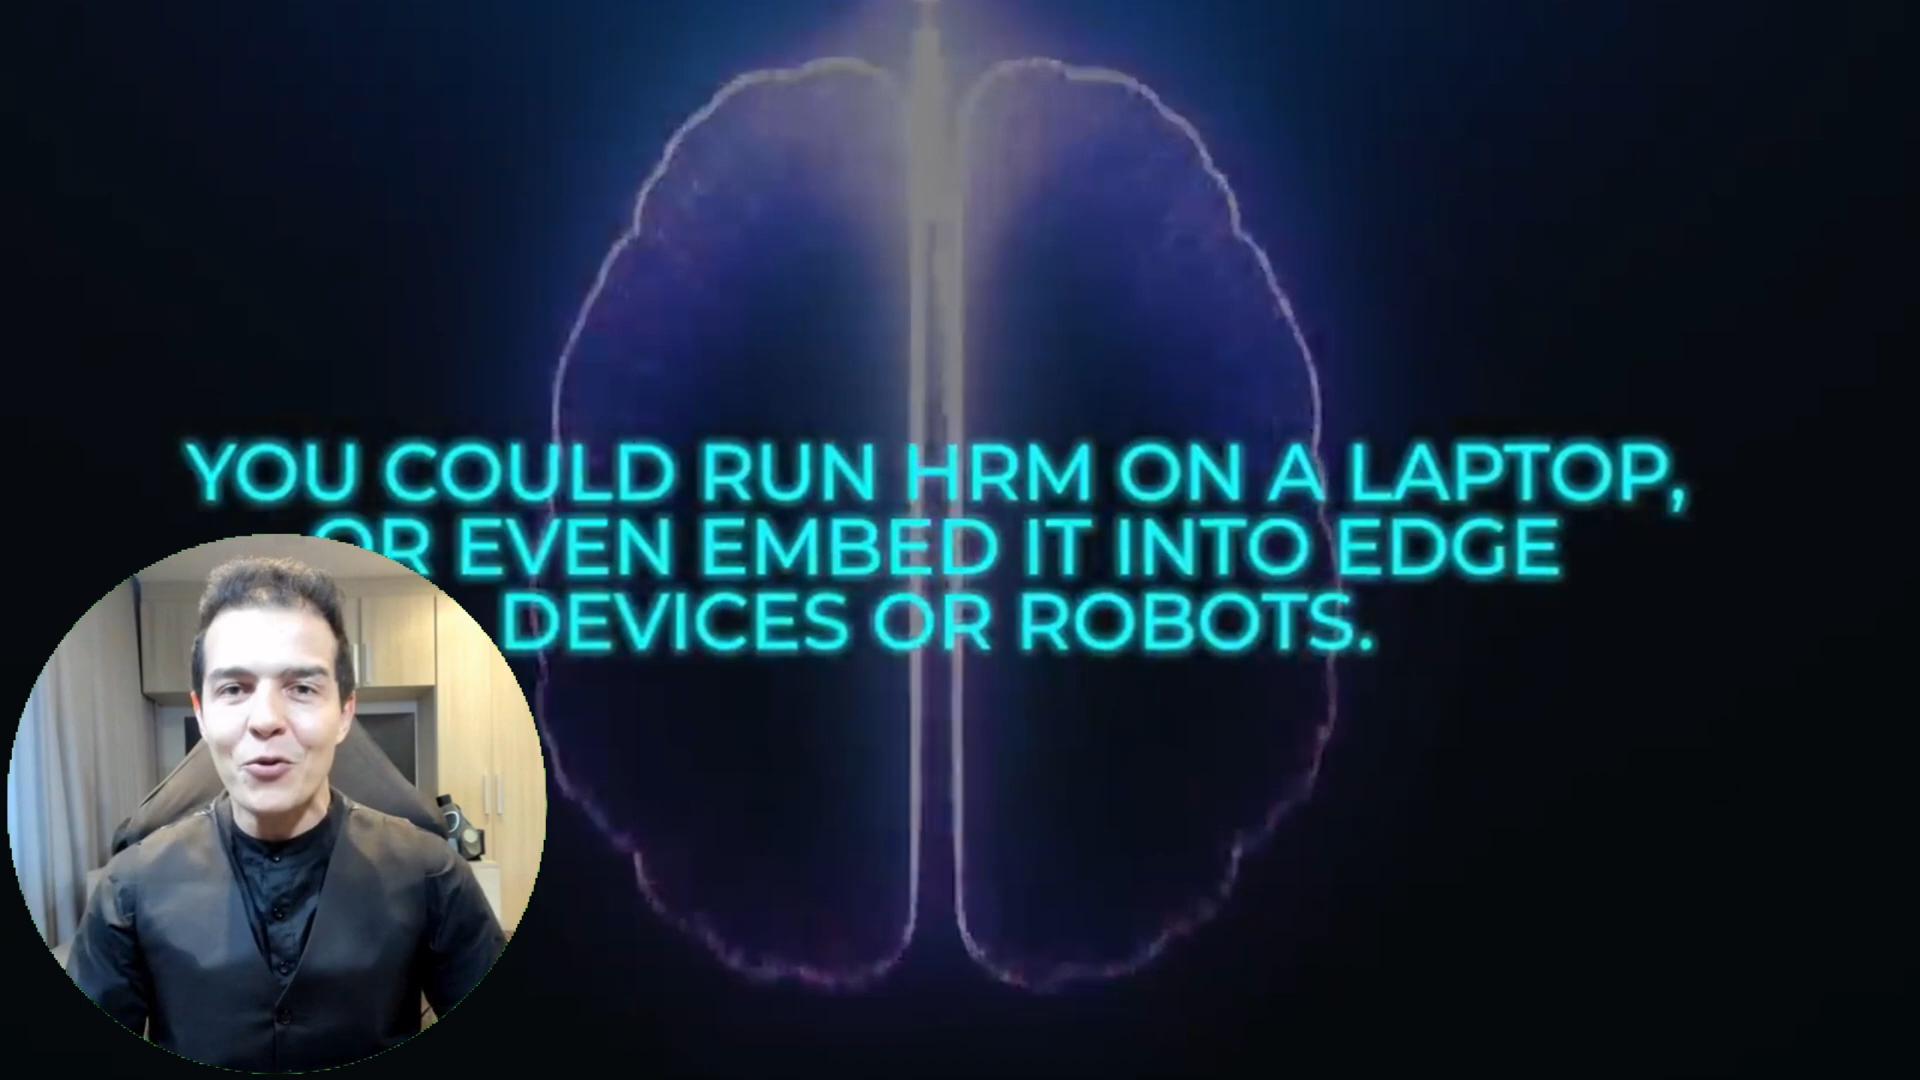 YOU COULD RUN HRM ON A LAPTOP,
OR EVEN EMBED IT INTO EDGE
DEVICES OR ROBOTS.